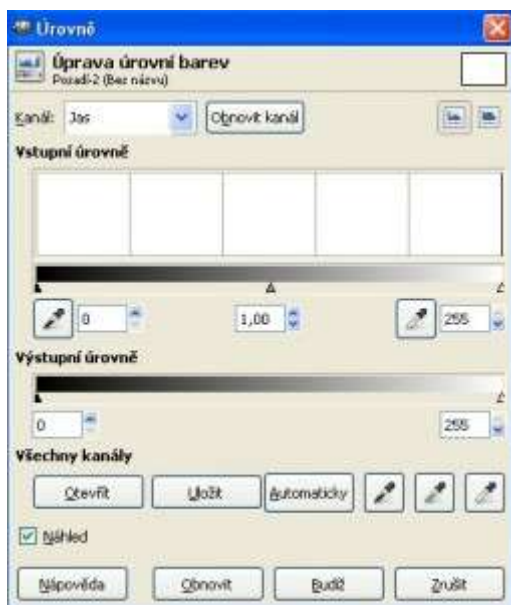 Úrovně
Úprava úrovní barev
Pozadí-2 (Bez názvu)
Kanál: Jas Obnovit kanál
Vstupní úrovně
0 1,00 255
Výstupní úrovně
0 255
Všechny kanály
Otevřít Uložit Automaticky
Náhled
Nápověda Obnovit Budiž Zrušit